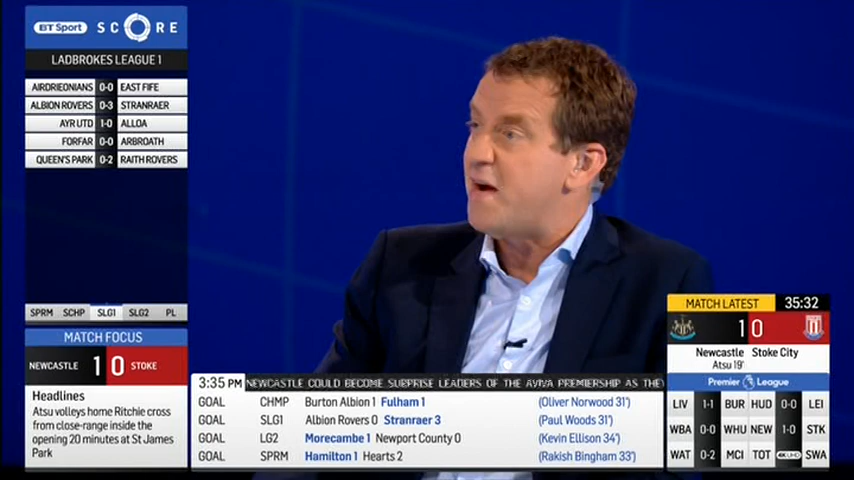 BT Sport SCORE
LADBROKES LEAGUE 1
AIRDRIEONIANS 0-0 EAST FIFE
ALBION ROVERS 0-3 STRANRAER
AYR UTD 1-0 ALLOA
FORFAR 0-0 ARBROATH
QUEEN'S PARK 0-2 RAITH ROVERS
SPRM SCHP SLG1 SLG2 PL
MATCH FOCUS
NEWCASTLE 1 0 STOKE
Headlines
Atsu volleys home Ritchie cross
from close-range inside the
opening 20 minutes at St James
Park
3:35 PM NEWCASTLE COULD BECOME SURPRISE LEADERS OF THE AVIVA PREMIERSHIP AS THEY
GOAL CHMP Burton Albion 1 Fulham 1 (Oliver Norwood 31')
GOAL SLG1 Albion Rovers 0 Stranraer 3 (Paul Woods 31')
GOAL LG2 Morecambe 1 Newport County 0 (Kevin Ellison 34')
GOAL SPRM Hamilton 1 Hearts 2 (Rakish Bingham 33')
MATCH LATEST 35:32
1 0
Newcastle Stoke City
Atsu 19'
Premier League
LIV 1-1 BUR HUD 0-0 LEI
WBA 0-0 WHU NEW 1-0 STK
WAT 0-2 MCI TOT 4K UHD SWA